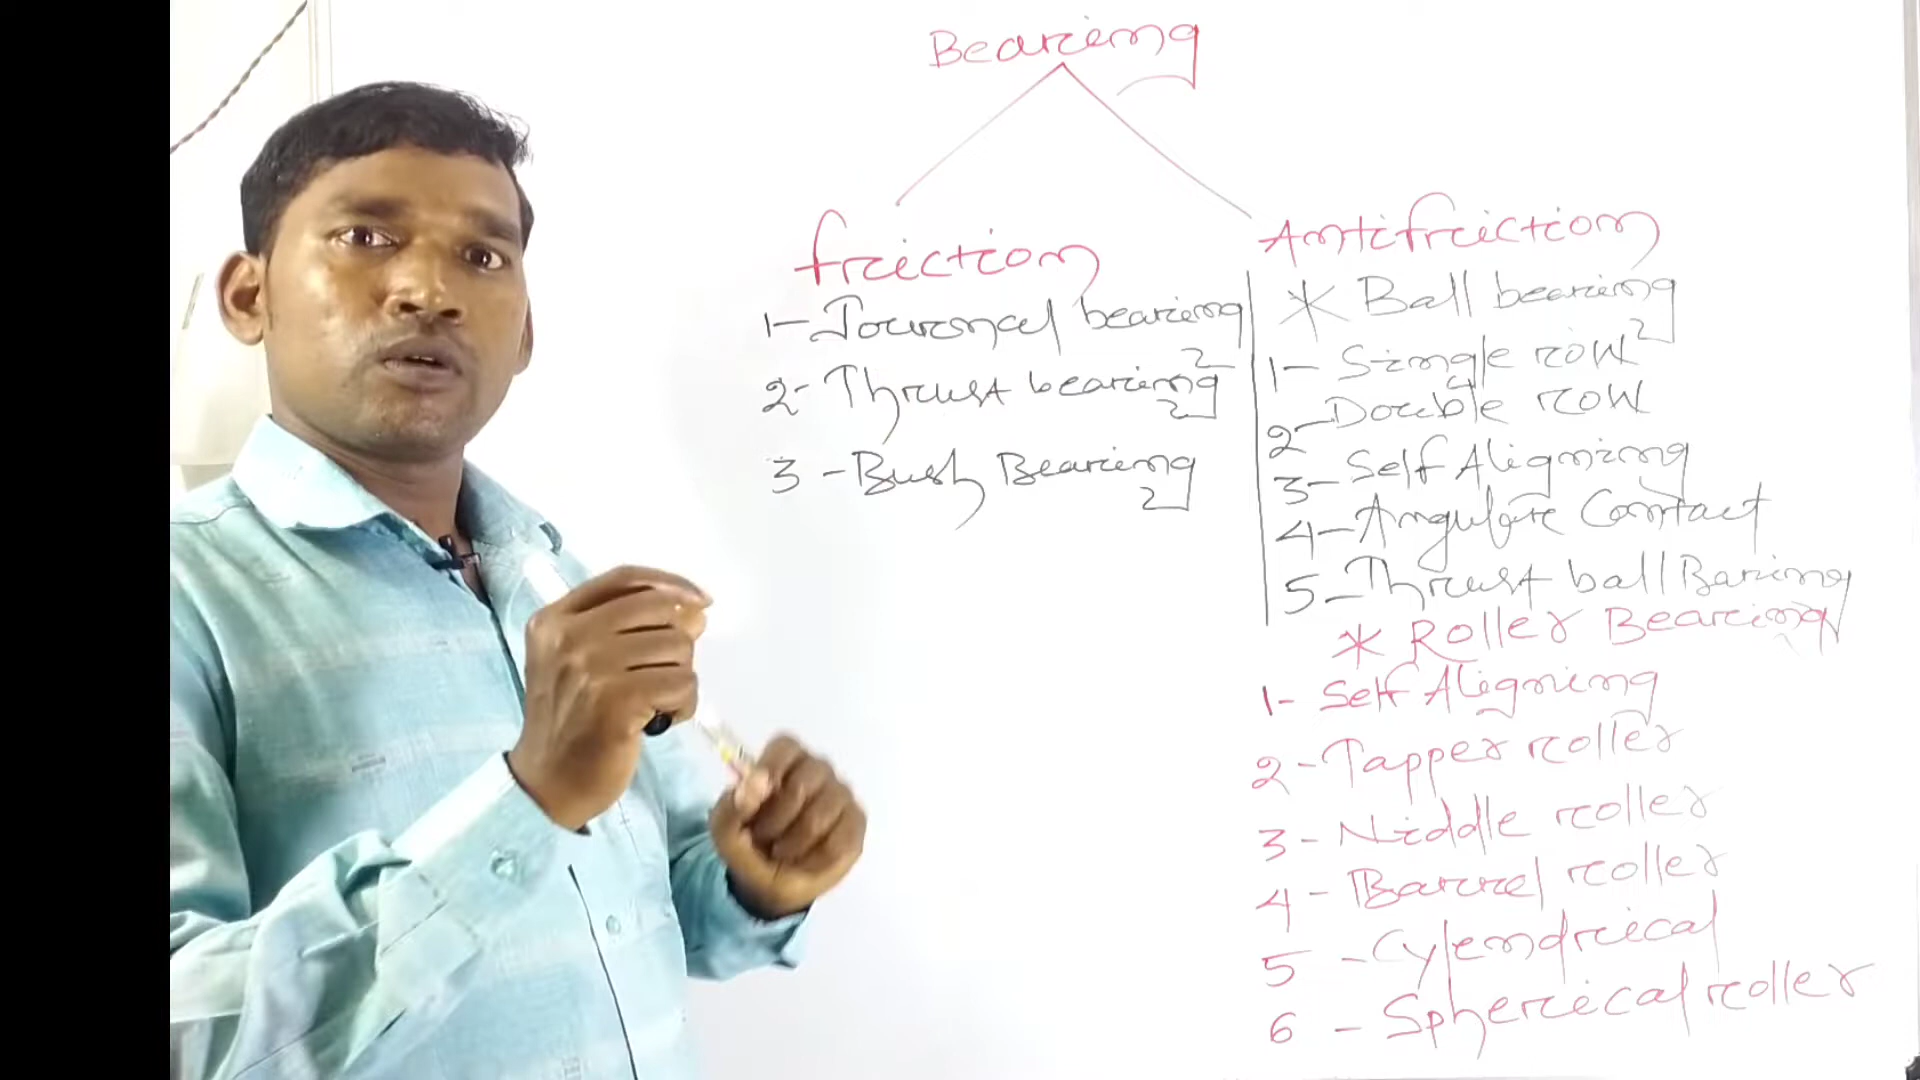 Bearing
friction
1- Journal bearing
2- Thrust bearing
3 - Bush Bearing
Antifriction
* Ball bearing
1- Single row
2- Double row
3- Self Aligning
4- Angular Contact
5- Thrust ball Baring
* Roller Bearing
1- Self Aligning
2- Tapper roller
3- Niddle roller
4- Barrel roller
5 - Cylendrical
6 - Spherical roller